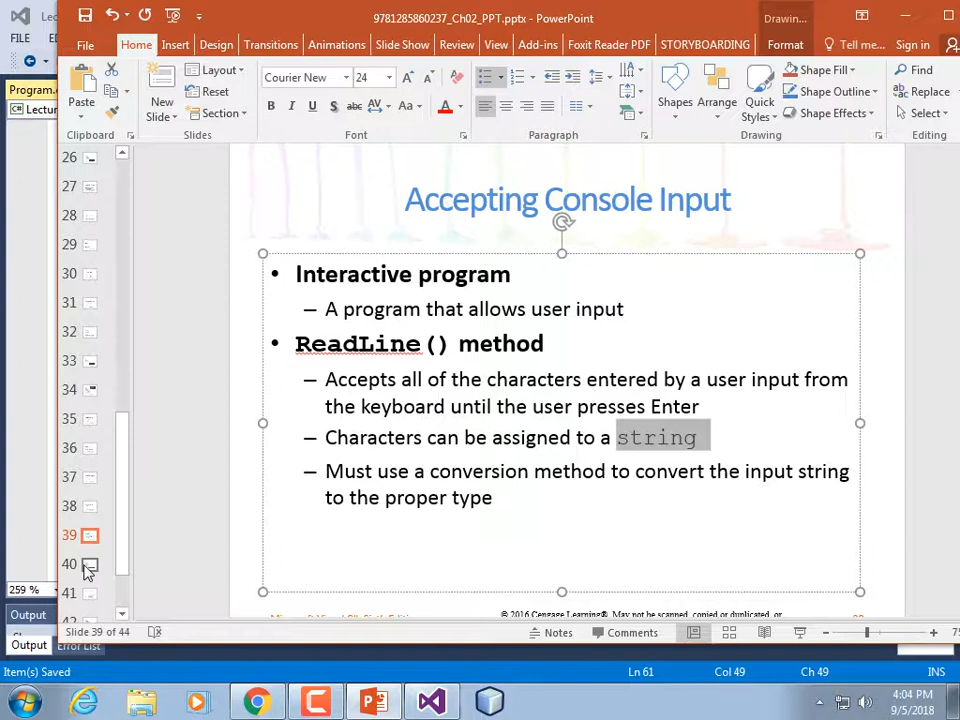 9781285860237_Ch02_PPT.pptx - PowerPoint
Drawin...
Lec
FILE
File
Home
Insert
Design
Transitions
Animations
Slide Show
Review
View
Add-ins
Foxit Reader PDF
STORYBOARDING
Format
Tell me...
Sign in
Program.
Lectur
Paste
New
Slide
Layout
Reset
Section
Courier New
24
B I U S abc AV Aa A
Shapes
Arrange
Quick
Styles
Shape Fill
Shape Outline
Shape Effects
Find
Replace
Select
Clipboard
Slides
Font
Paragraph
Drawing
Editing
26
27
28
29
30
31
32
33
34
35
36
37
38
39
40
41
42
Accepting Console Input
• Interactive program
– A program that allows user input
• ReadLine() method
– Accepts all of the characters entered by a user input from
the keyboard until the user presses Enter
– Characters can be assigned to a string
– Must use a conversion method to convert the input string
to the proper type
© 2016 Cengage Learning® May not be scanned, copied or duplicated, or
259 %
Output
Output
Error List
Slide 39 of 44
Notes
Comments
Item(s) Saved
Ln 61
Col 49
Ch 49
INS
4:04 PM
9/5/2018